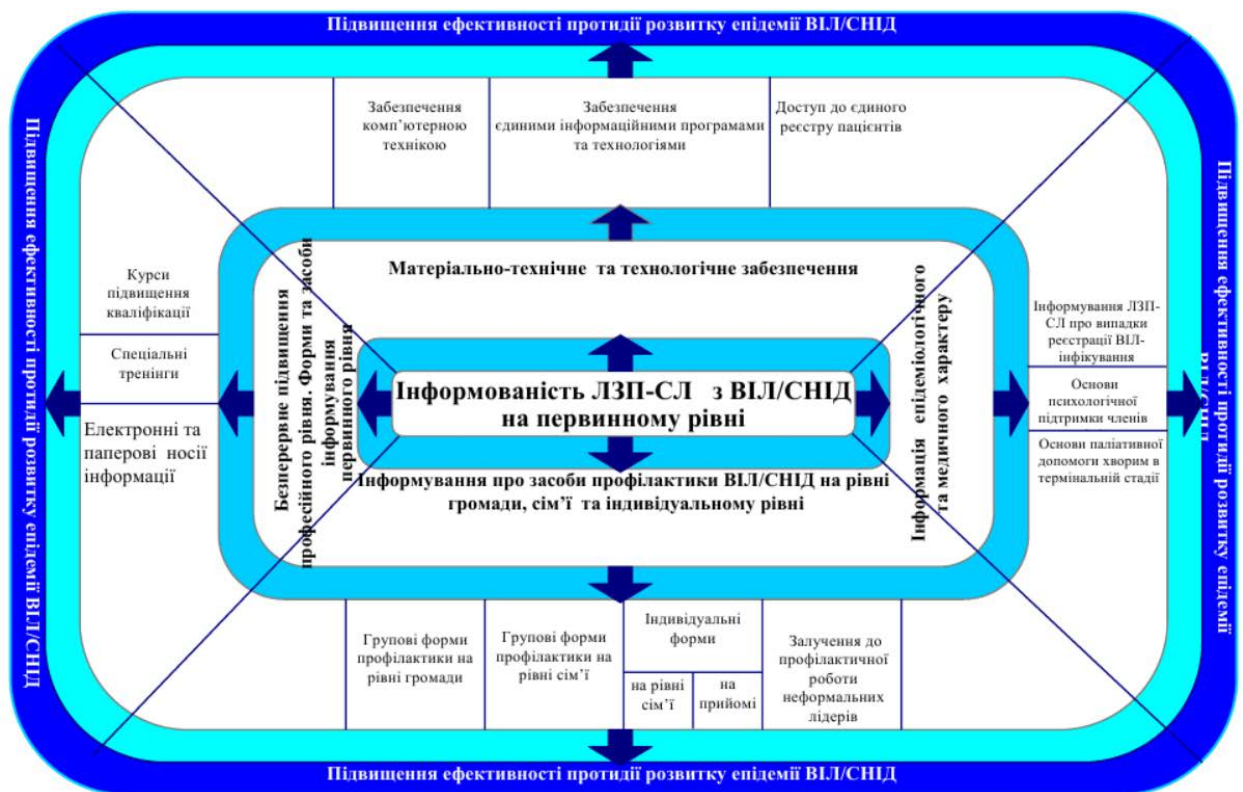 Підвищення ефективності протидії розвитку епідемії ВІЛ/СНІД
Підвищення ефективності протидії розвитку епідемії ВІЛ/СНІД
Забезпечення
комп’ютерною
технікою
Забезпечення
єдиними інформаційними програмами
та технологіями
Доступ до єдиного
реєстру пацієнтів
Матеріально-технічне та технологічне забезпечення
Курси
підвищення
кваліфікації
Спеціальні
тренінги
Електронні та
паперові носії
інформації
Безперервне підвищення
професійного рівня. Форми та засоби
інформування
первинного рівня
Інформованість ЛЗП-СЛ з ВІЛ/СНІД
на первинному рівні
Інформація епідеміологічного
та медичного характеру
Інформування ЛЗП-
СЛ про випадки
реєстрації ВІЛ-
інфікування
Основи
психологічної
підтримки членів
Основи паліативної
допомоги хворим в
термінальній стадії
Підвищення ефективності протидії розвитку епідемії
ВІЛ/СНІД
Інформування про засоби профілактики ВІЛ/СНІД на рівні
громади, сім’ї та індивідуальному рівні
Групові форми
профілактики на
рівні громади
Групові форми
профілактики на
рівні сім’ї
Індивідуальні
форми
на рівні
сім’ї
на
прийомі
Залучення до
профілактичної
роботи
неформальних
лідерів
Підвищення ефективності протидії розвитку епідемії ВІЛ/СНІД